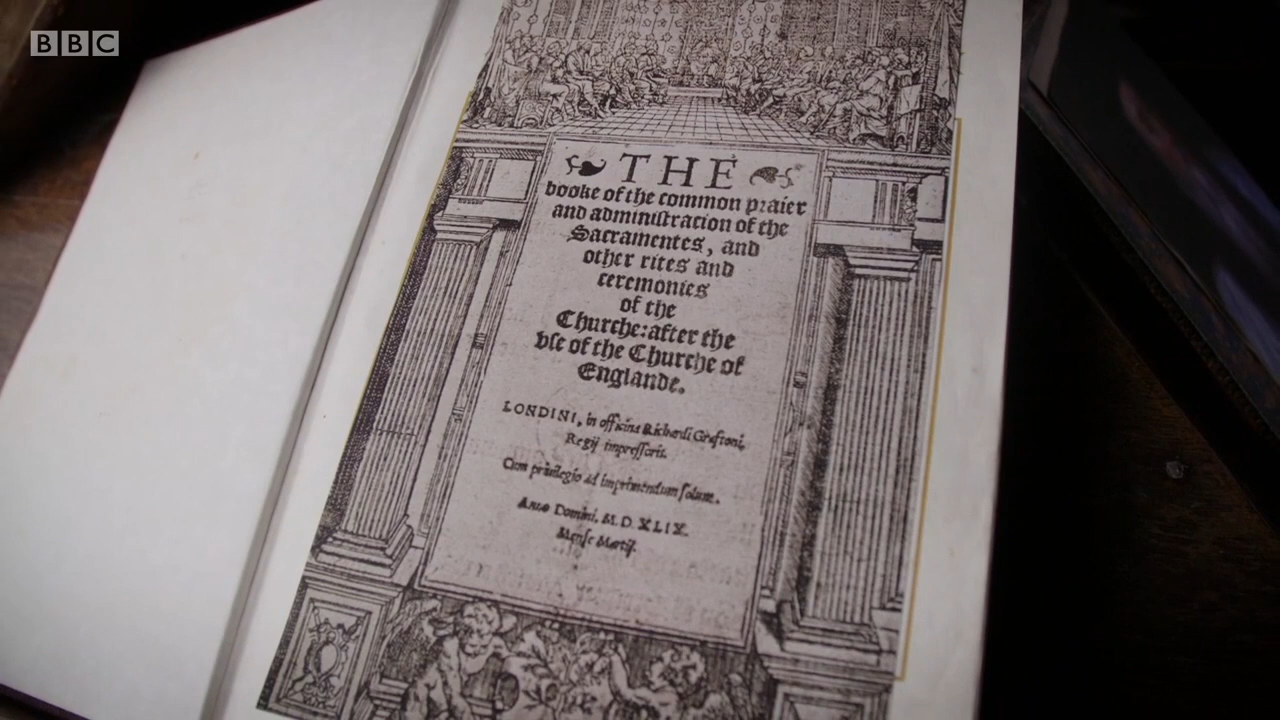 BBC
THE
booke of the common praier
and administracion of the
Sacramentes, and
other rites and
ceremonies
of the
Churche: after the
vse of the Churche of
Englande.
LONDINI, in officina Richardi Graftoni,
Regij impressoris.
Cum priuilegio ad imprimendum solum.
Anno Domini. M.D.XLIX.
Mense Martij.